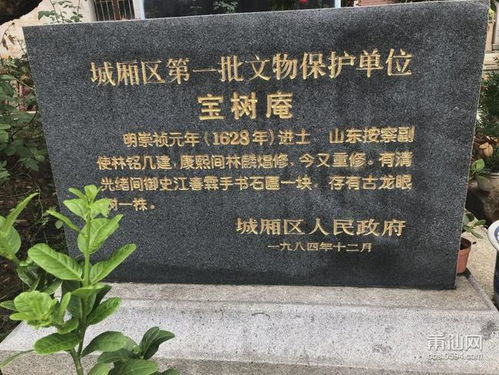 城厢区第一批文物保护单位
宝树庵
明崇祯元年(1628年)进士 山东按察副
使林铭几建,康熙间林麟焻修,今又重修。有清
光绪间御史江春霖手书石匾一块,存有古龙眼
树一株。
城厢区人民政府
一九八四年十二月
莆仙网
bbs.0594.com